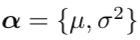 𝜶 = {μ, σ²}